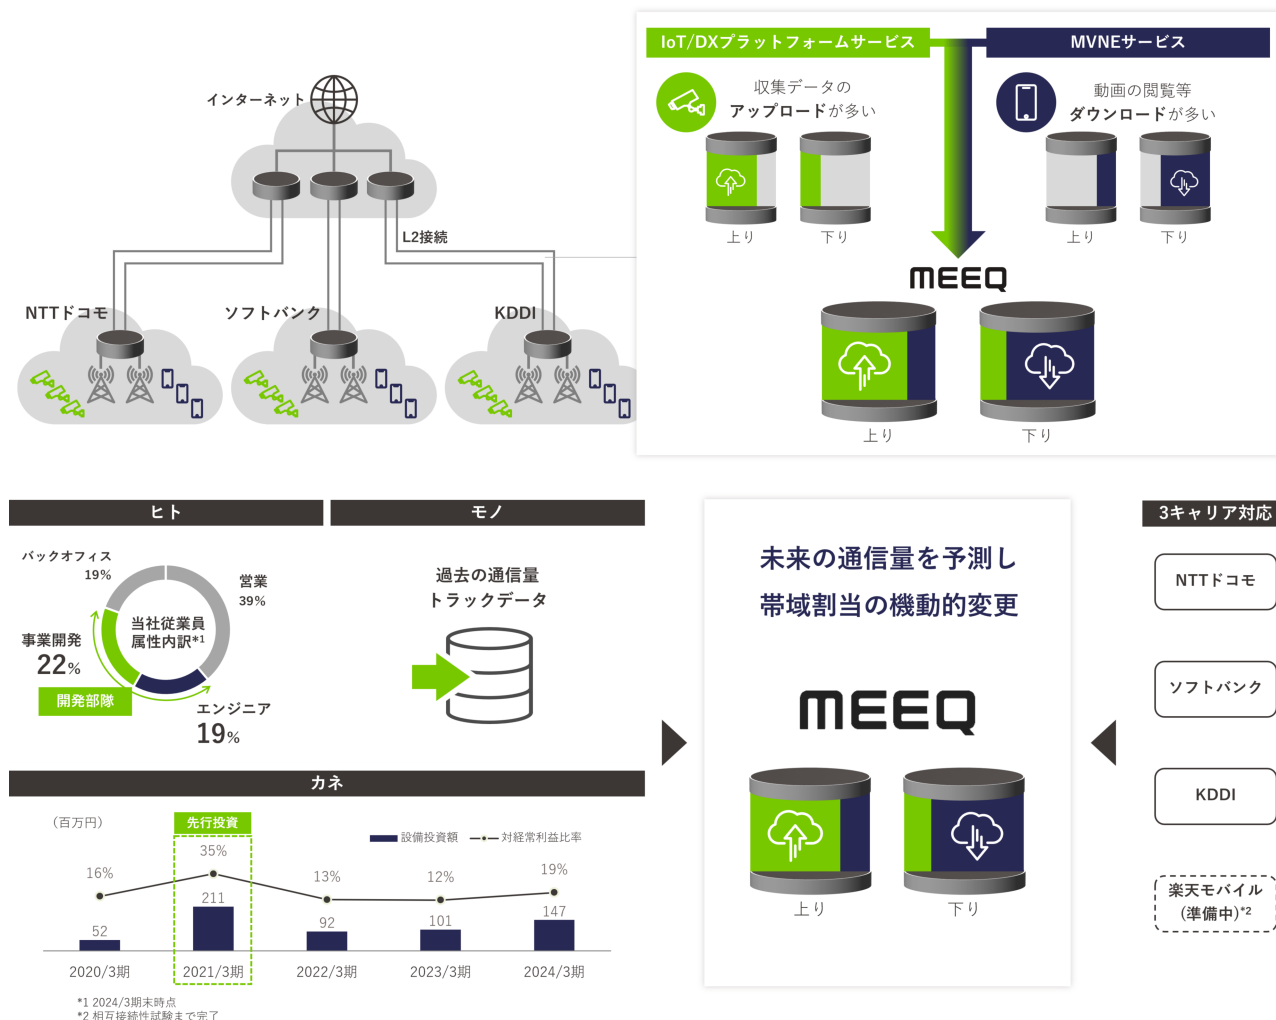 インターネット
L2接続
NTTドコモ
ソフトバンク
KDDI
IoT/DXプラットフォームサービス
MVNEサービス
収集データの
アップロードが多い
動画の閲覧等
ダウンロードが多い
上り
下り
上り
下り
MEEQ
上り
下り
ヒト
モノ
バックオフィス
19%
営業
39%
当社従業員
属性内訳*1
事業開発
22%
開発部隊
エンジニア
19%
過去の通信量
トラックデータ
カネ
(百万円)
先行投資
設備投資額
対経常利益比率
16%
35%
13%
12%
19%
52
211
92
101
147
2020/3期
2021/3期
2022/3期
2023/3期
2024/3期
*1 2024/3期末時点
*2 相互接続性試験まで完了
未来の通信量を予測し
帯域割当の機動的変更
MEEQ
上り
下り
3キャリア対応
NTTドコモ
ソフトバンク
KDDI
楽天モバイル
(準備中)*2